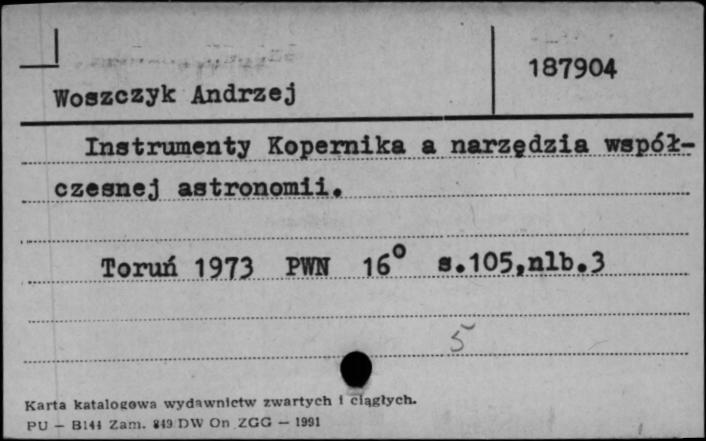 187904
Woszczyk Andrzej
Instrumenty Kopernika a narzędzia współ-
czesnej astronomii.
Toruń 1973 PWN 16° s.105,nlb.3
5
Karta katalogowa wydawnictw zwartych i ciągłych.
PU — B144 Zam. 849 DW On ZGG — 1991